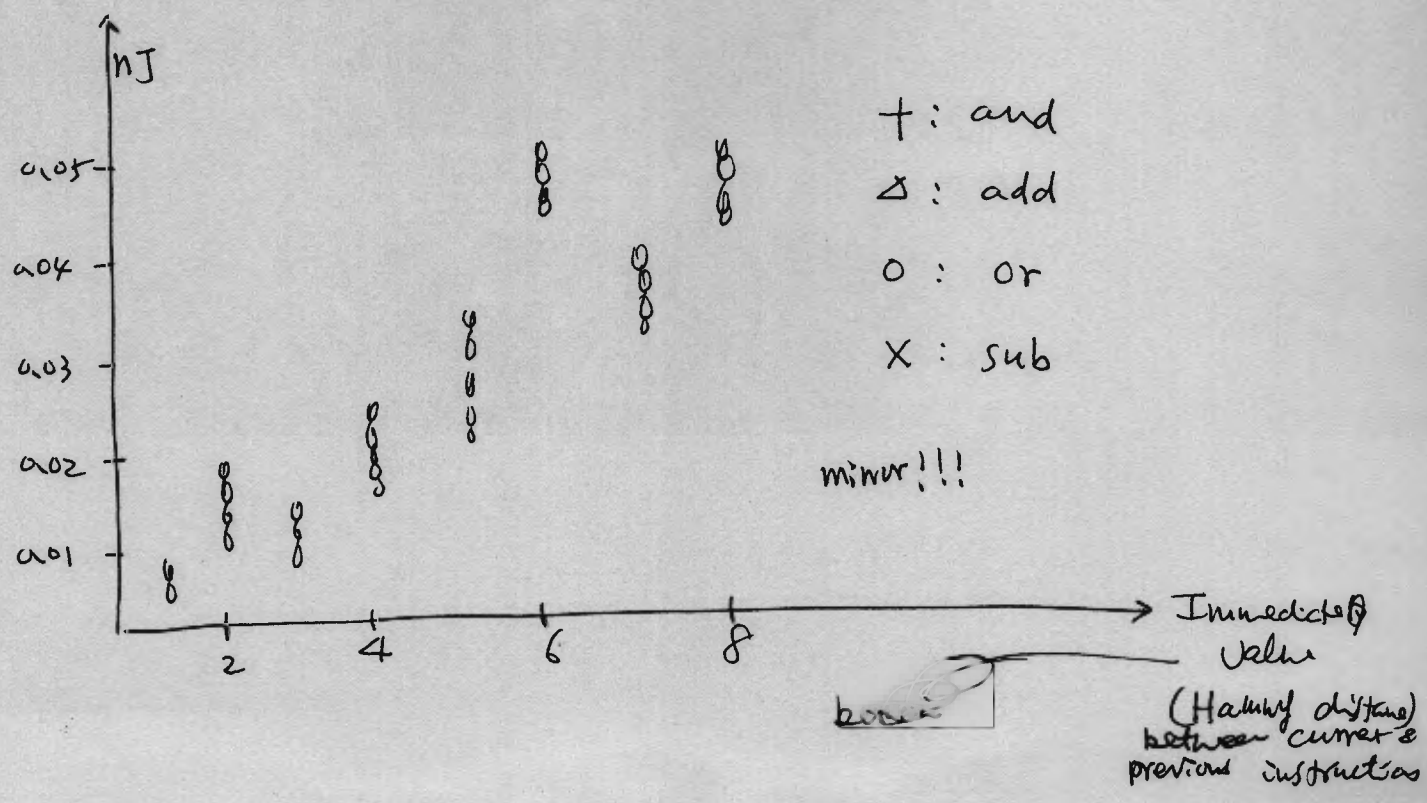 nJ
0.05
0.04
0.03
0.02
0.01
2
4
6
8
+ : and
Δ : add
o : or
x : sub
minor!!!
Immediate
Value
(Hamming distance)
between current &
previous instructions